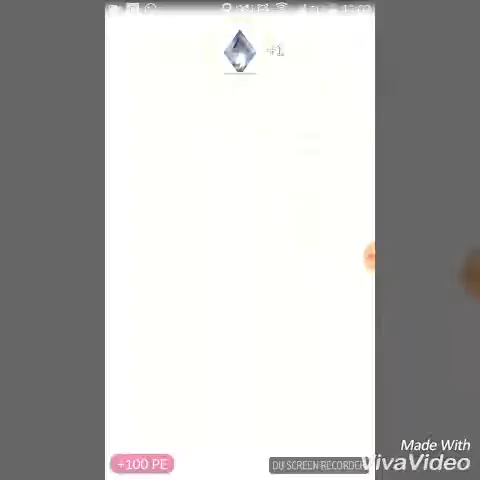 +1
+100 PE
DU SCREEN RECORDER
Made With
VivaVideo